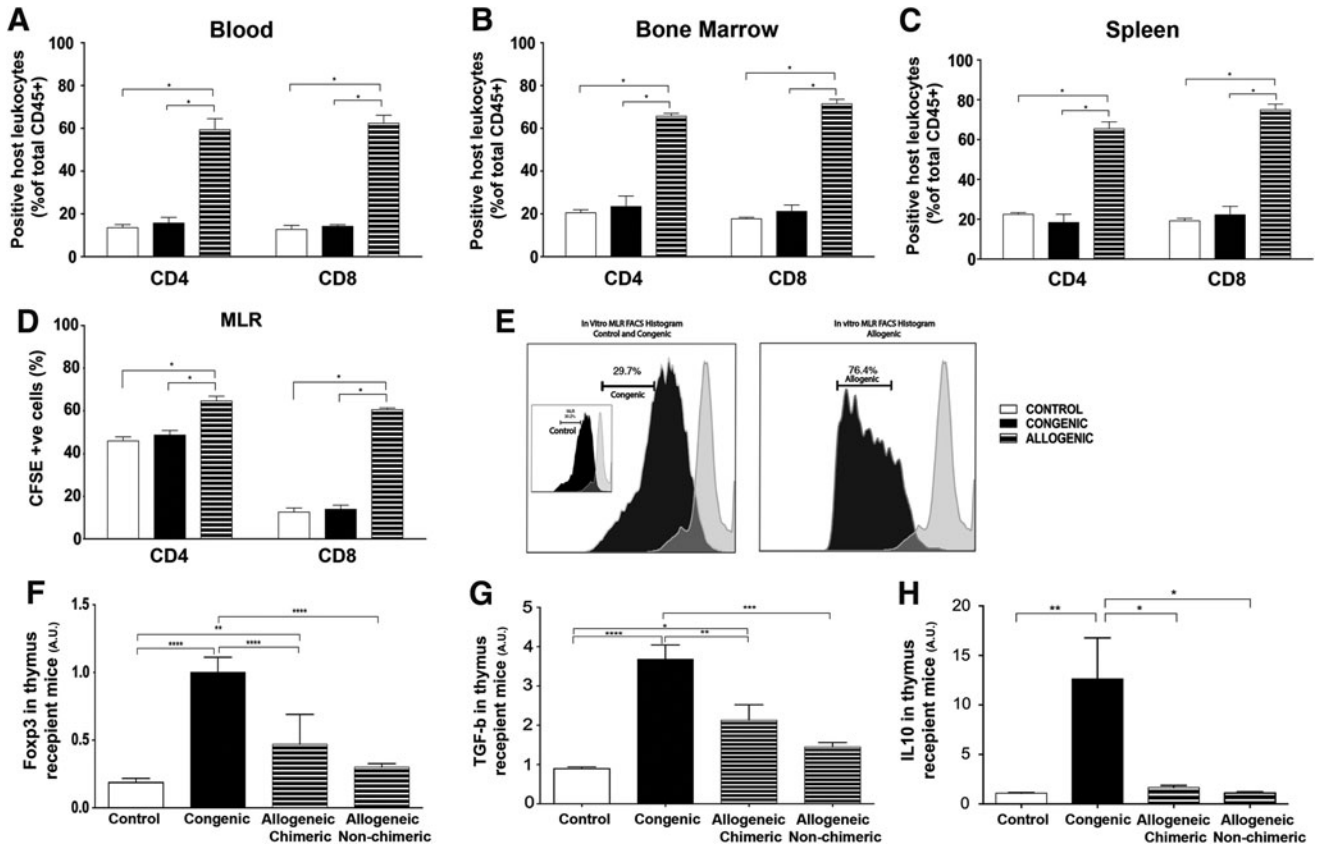 A
Blood
Positive host leukocytes
(%of total CD45+)
100
80
60
40
20
0
*
*
*
*
CD4
CD8
B
Bone Marrow
Positive host leukocytes
(%of total CD45+)
100
80
60
40
20
0
*
*
*
*
CD4
CD8
C
Spleen
Positive host leukocytes
(%of total CD45+)
100
80
60
40
20
0
*
*
*
*
CD4
CD8
D
MLR
CFSE +ve cells (%)
100
80
60
40
20
0
*
*
*
*
CD4
CD8
E
In Vitro MLR FACS Histogram
Control and Congenic
29.7%
Congenic
MLR
Control
In vitro MLR FACS Histogram
Allogenic
76.4%
Allogenic
CONTROL
CONGENIC
ALLOGENIC
F
Foxp3 in thymus
recepient mice (A.U.)
1.5
1.0
0.5
0.0
****
**
****
****
Control
Congenic
Allogeneic
Chimeric
Allogeneic
Non-chimeric
G
TGF-b in thymus
recepient mice (A.U.)
5
4
3
2
1
0
***
*
****
**
Control
Congenic
Allogeneic
Chimeric
Allogeneic
Non-chimeric
H
IL10 in thymus
recepient mice (A.U.)
20
15
10
5
0
*
**
*
Control
Congenic
Allogeneic
Chimeric
Allogeneic
Non-chimeric